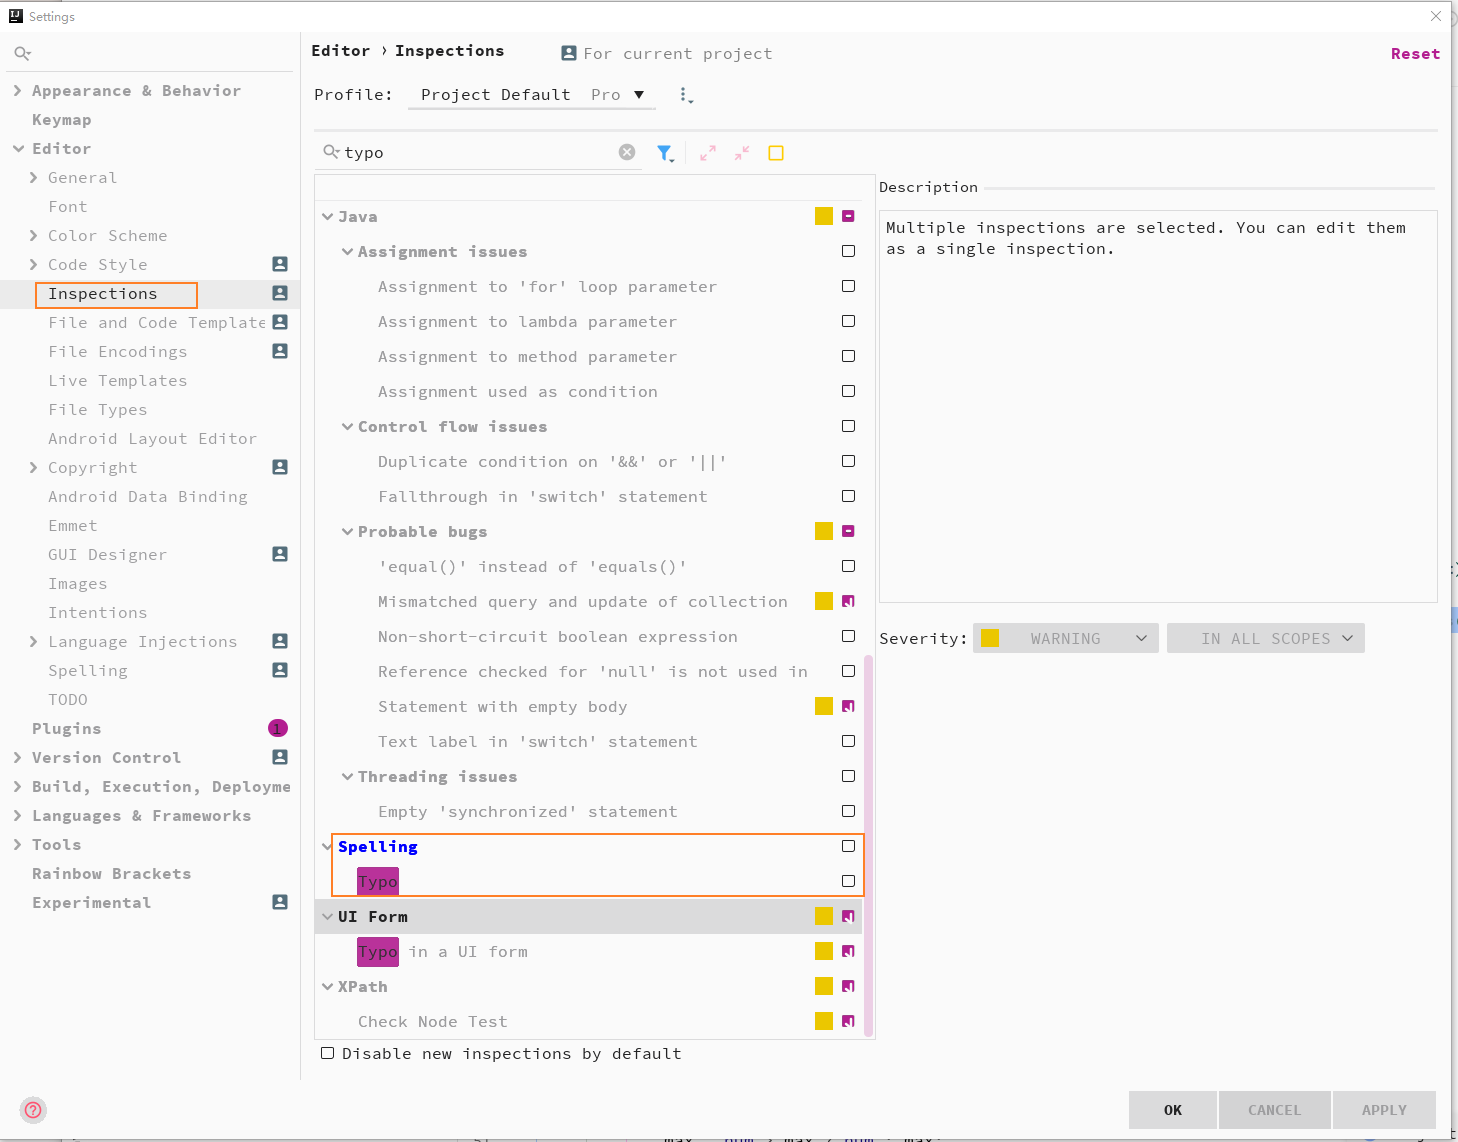 Settings
Editor › Inspections
For current project
Reset
Profile: Project Default Pro
typo
Appearance & Behavior
Keymap
Editor
General
Font
Color Scheme
Code Style
Inspections
File and Code Template
File Encodings
Live Templates
File Types
Android Layout Editor
Copyright
Android Data Binding
Emmet
GUI Designer
Images
Intentions
Language Injections
Spelling
TODO
Plugins 1
Version Control
Build, Execution, Deployme
Languages & Frameworks
Tools
Rainbow Brackets
Experimental
Java
Assignment issues
Assignment to 'for' loop parameter
Assignment to lambda parameter
Assignment to method parameter
Assignment used as condition
Control flow issues
Duplicate condition on '&&' or '||'
Fallthrough in 'switch' statement
Probable bugs
'equal()' instead of 'equals()'
Mismatched query and update of collection
Non-short-circuit boolean expression
Reference checked for 'null' is not used in
Statement with empty body
Text label in 'switch' statement
Threading issues
Empty 'synchronized' statement
Spelling
Typo
UI Form
Typo in a UI form
XPath
Check Node Test
Disable new inspections by default
Description
Multiple inspections are selected. You can edit them
as a single inspection.
Severity: WARNING IN ALL SCOPES
OK
CANCEL
APPLY